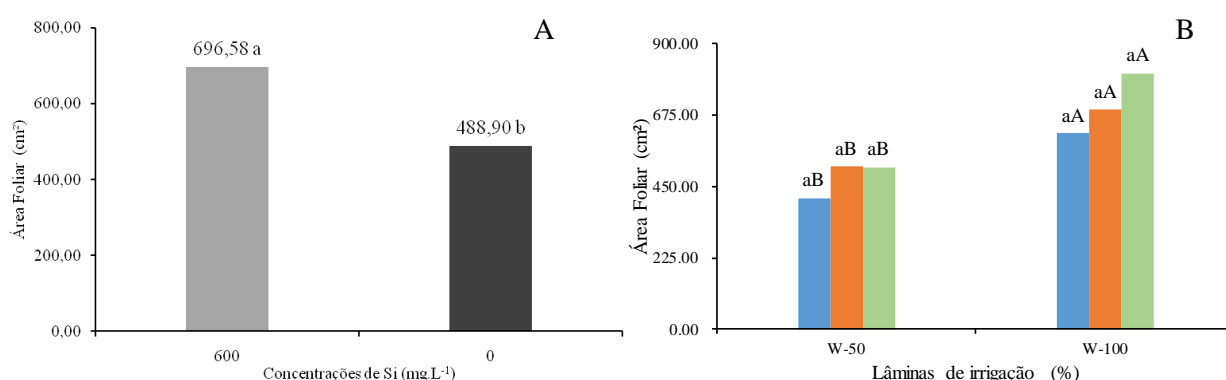 A
800,00
600,00
400,00
200,00
0,00
Área Foliar (cm²)
696,58 a
488,90 b
600
0
Concentrações de Si (mg.L⁻¹)
B
900.00
675.00
450.00
225.00
0.00
Área Foliar (cm²)
aB
aB
aB
aA
aA
aA
W-50
W-100
Lâminas de irrigação (%)